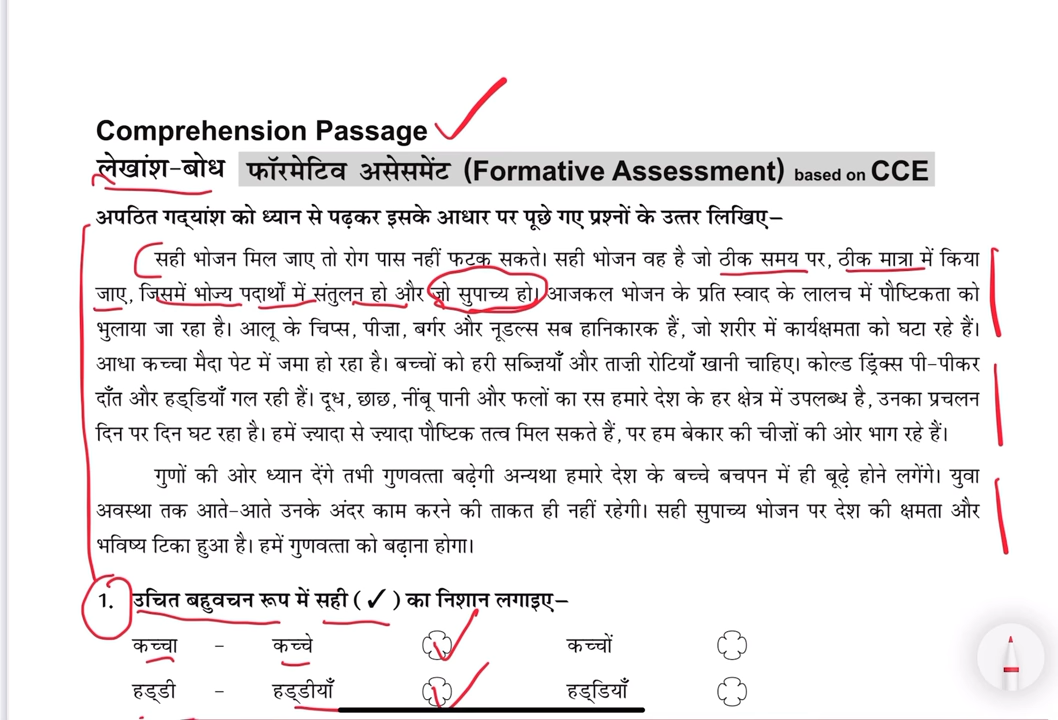 Comprehension Passage
लेखांश-बोध फॉरमेटिव असेसमेंट (Formative Assessment) based on CCE
अपठित गद्यांश को ध्यान से पढ़कर इसके आधार पर पूछे गए प्रश्नों के उत्तर लिखिए–
सही भोजन मिल जाए तो रोग पास नहीं फटक सकते। सही भोजन वह है जो ठीक समय पर, ठीक मात्रा में किया
जाए, जिसमें भोज्य पदार्थों में संतुलन हो और जो सुपाच्य हो। आजकल भोजन के प्रति स्वाद के लालच में पौष्टिकता को
भुलाया जा रहा है। आलू के चिप्स, पीज़ा, बर्गर और नूडल्स सब हानिकारक हैं, जो शरीर में कार्यक्षमता को घटा रहे हैं।
आधा कच्चा मैदा पेट में जमा हो रहा है। बच्चों को हरी सब्ज़ियाँ और ताज़ी रोटियाँ खानी चाहिए। कोल्ड ड्रिंक्स पी-पीकर
दाँत और हड्डियाँ गल रही हैं। दूध, छाछ, नींबू पानी और फलों का रस हमारे देश के हर क्षेत्र में उपलब्ध है, उनका प्रचलन
दिन पर दिन घट रहा है। हमें ज्यादा से ज्यादा पौष्टिक तत्व मिल सकते हैं, पर हम बेकार की चीज़ों की ओर भाग रहे हैं।
गुणों की ओर ध्यान देंगे तभी गुणवत्ता बढ़ेगी अन्यथा हमारे देश के बच्चे बचपन में ही बूढ़े होने लगेंगे। युवा
अवस्था तक आते-आते उनके अंदर काम करने की ताकत ही नहीं रहेगी। सही सुपाच्य भोजन पर देश की क्षमता और
भविष्य टिका हुआ है। हमें गुणवत्ता को बढ़ाना होगा।
1. उचित बहुवचन रूप में सही (✓) का निशान लगाइए–
कच्चा - कच्चे कच्चों
हड्डी - हड्डीयाँ हड्डियाँ